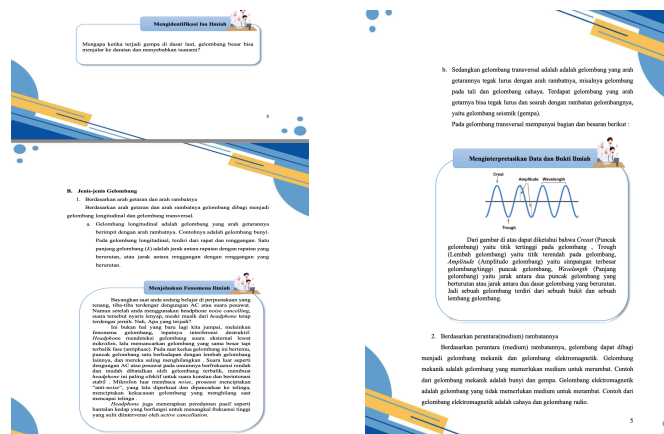 Mengidentifikasi Isu Ilmiah
Mengapa ketika terjadi gempa di dasar laut, gelombang besar bisa
menjalar ke daratan dan menyebabkan tsunami?
3
B. Jenis-jenis Gelombang
1. Berdasarkan arah getaran dan arah rambatnya
Berdasarkan arah getaran dan arah rambatnya gelombang dibagi menjadi
gelombang longitudinal dan gelombang transversal.
a. Gelombang longitudinal adalah gelombang yang arah getarannya
berimpit dengan arah rambatnya. Contohnya adalah gelombang bunyi.
Pada gelombang longitudinal, terdiri dari rapat dan renggangan. Satu
panjang gelombang (λ) adalah jarak antara rapatan dengan rapatan yang
berurutan, atau jarak antara renggangan dengan renggangan yang
berurutan.
Menjelaskan Fenomena Ilmiah
Bayangkan saat anda sedang belajar di perpustakaan yang
tenang, tiba-tiba terdengar dengungan AC atau suara pesawat.
Namun setelah anda menggunakan headphone noise cancelling,
suara tersebut nyaris lenyap, meski musik dari headphone tetap
terdengar jernih. Nah, Apa yang terjadi?
Ini bukan hal yang baru lagi kita jumpai, melainkan
fenomena gelombang, tepatnya interferensi destruktif.
Headphone mendeteksi gelombang suara eksternal lewat
mikrofon, lalu memancarkan gelombang yang sama besar tapi
terbalik fase (antiphase). Pada saat kedua gelombang ini bertemu,
puncak gelombang satu berhadapan dengan lembah gelombang
lainnya, dan mereka saling menghilangkan . Suara luar seperti
dengungan AC atau pesawat pada umumnya berfrekuensi rendah
dan mudah dibatalkan oleh gelombang terbalik, membuat
headphone ini paling efektif untuk suara konstan dan berintensi
stabil . Mikrofon luar membaca noise, prosesor menciptakan
"anti-noise", yang lalu diperkuat dan dipancarkan ke telinga,
menciptakan kekacauan gelombang yang menghilang saat
mencapai telinga .
Headphone juga menerapkan peredaman pasif seperti
bantalan kedap yang berfungsi untuk menangkal frekuensi tinggi
yang sulit diintervensi oleh active cancellation.
b. Sedangkan gelombang transversal adalah adalah gelombang yang arah
getarannya tegak lurus dengan arah rambatnya, misalnya gelombang
pada tali dan gelombang cahaya. Terdapat gelombang yang arah
getarnya bisa tegak lurus dan searah dengan rambatan gelombangnya,
yaitu gelombang seismik (gempa).
Pada gelombang transversal mempunyai bagian dan besaran berikut :
Menginterpretasikan Data dan Bukti Ilmiah
Crest
Amplitude Wavelength
Trough
Dari gambar di atas dapat diketahui bahwa Creast (Puncak
gelombang) yaitu titik tertinggi pada gelombang , Trough
(Lembah gelombang) yaitu titik terendah pada gelombang,
Amplitude (Amplitudo gelombang) yaitu simpangan terbesar
gelombang/tinggi puncak gelombang, Wavelength (Panjang
gelombang) yaitu jarak antara dua puncak gelombang yang
berturutan atau jarak antara dua dasar gelombang yang berurutan.
Jadi sebuah gelombang terdiri dari sebuah bukit dan sebuah
lembang gelombang.
2. Berdasarkan perantara(medium) rambatannya
Berdasarkan perantara (medium) rambatannya, gelombang dapat dibagi
menjadi gelombang mekanik dan gelombang elektromagnetik. Gelombang
mekanik adalah gelombang yang memerlukan medium untuk merambat. Contoh
dari gelombang mekanik adalah bunyi dan gempa. Gelombang elektromagnetik
adalah gelombang yang tidak memerlukan medium untuk merambat. Contoh dari
gelombang elektromagnetik adalah cahaya dan gelombang radio.
5